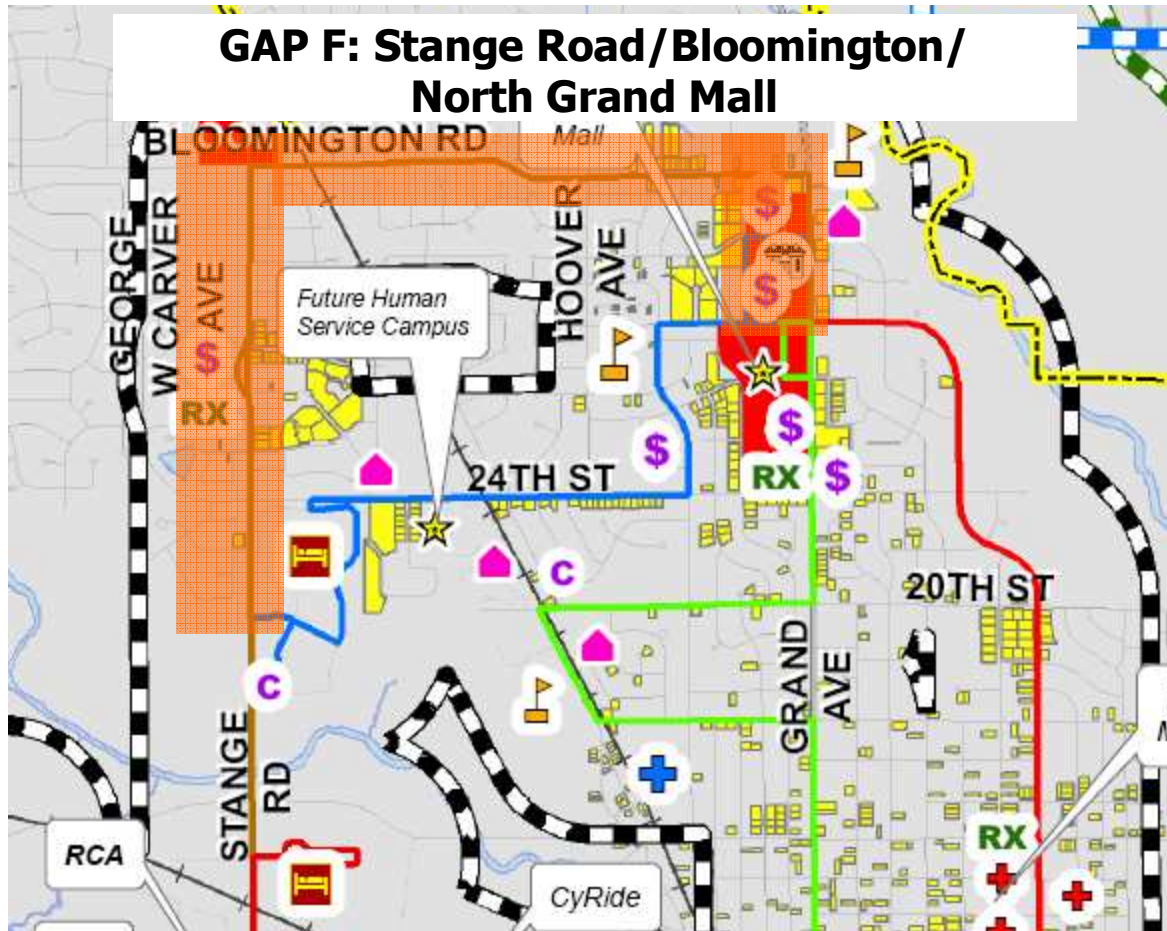 GAP F: Stange Road/Bloomington/
North Grand Mall
BLOOMINGTON RD
Mall
GEORGE
W CARVER
AVE
HOOVER
AVE
$
$
$
RX
Future Human
Service Campus
$
$
RX
$
24TH ST
C
20TH ST
C
GRAND
AVE
STANGE
RD
RX
RCA
CyRide